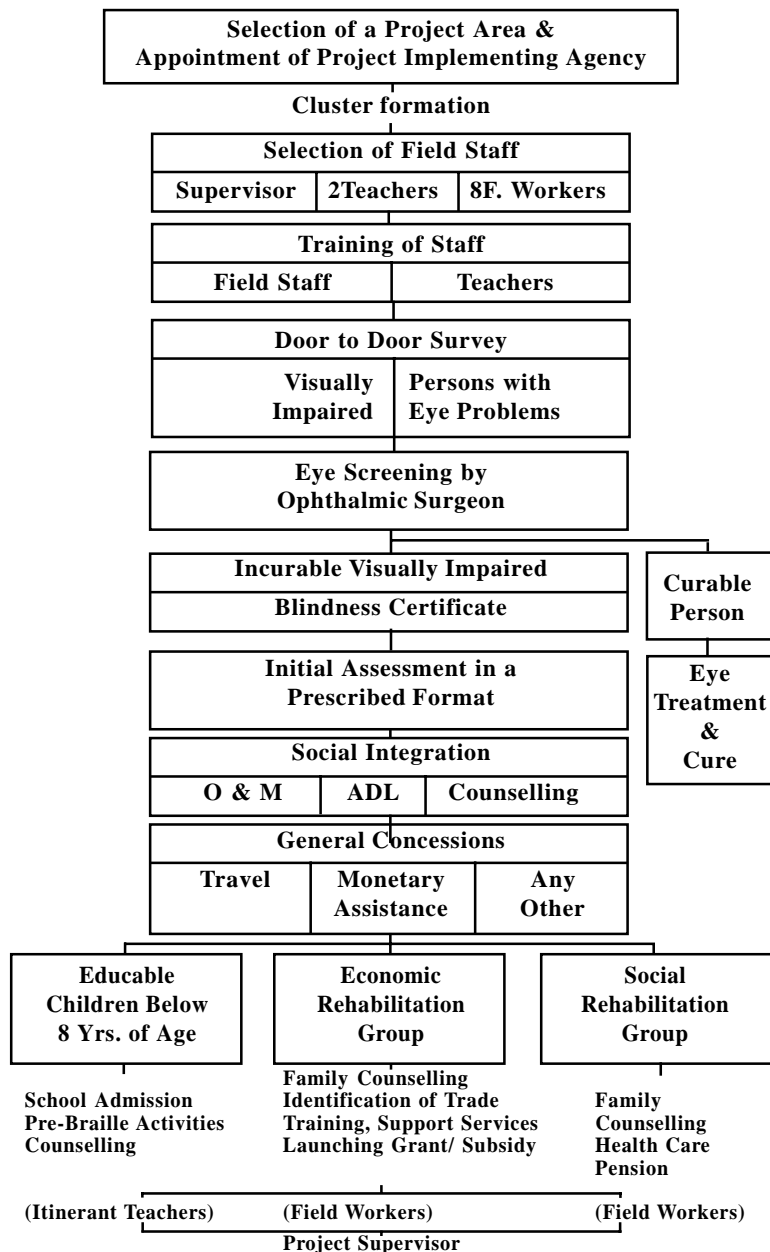 Selection of a Project Area &
Appointment of Project Implementing Agency
Cluster formation
Selection of Field Staff
Supervisor 2Teachers 8F. Workers
Training of Staff
Field Staff Teachers
Door to Door Survey
Visually
Impaired
Persons with
Eye Problems
Eye Screening by
Ophthalmic Surgeon
Incurable Visually Impaired
Blindness Certificate
Curable
Person
Initial Assessment in a
Prescribed Format
Eye
Treatment
&
Cure
Social Integration
O & M ADL Counselling
General Concessions
Travel
Monetary
Assistance
Any
Other
Educable
Children Below
8 Yrs. of Age
Economic
Rehabilitation
Group
Social
Rehabilitation
Group
School Admission
Pre-Braille Activities
Counselling
Family Counselling
Identification of Trade
Training, Support Services
Launching Grant/ Subsidy
Family
Counselling
Health Care
Pension
(Itinerant Teachers) (Field Workers) (Field Workers)
Project Supervisor